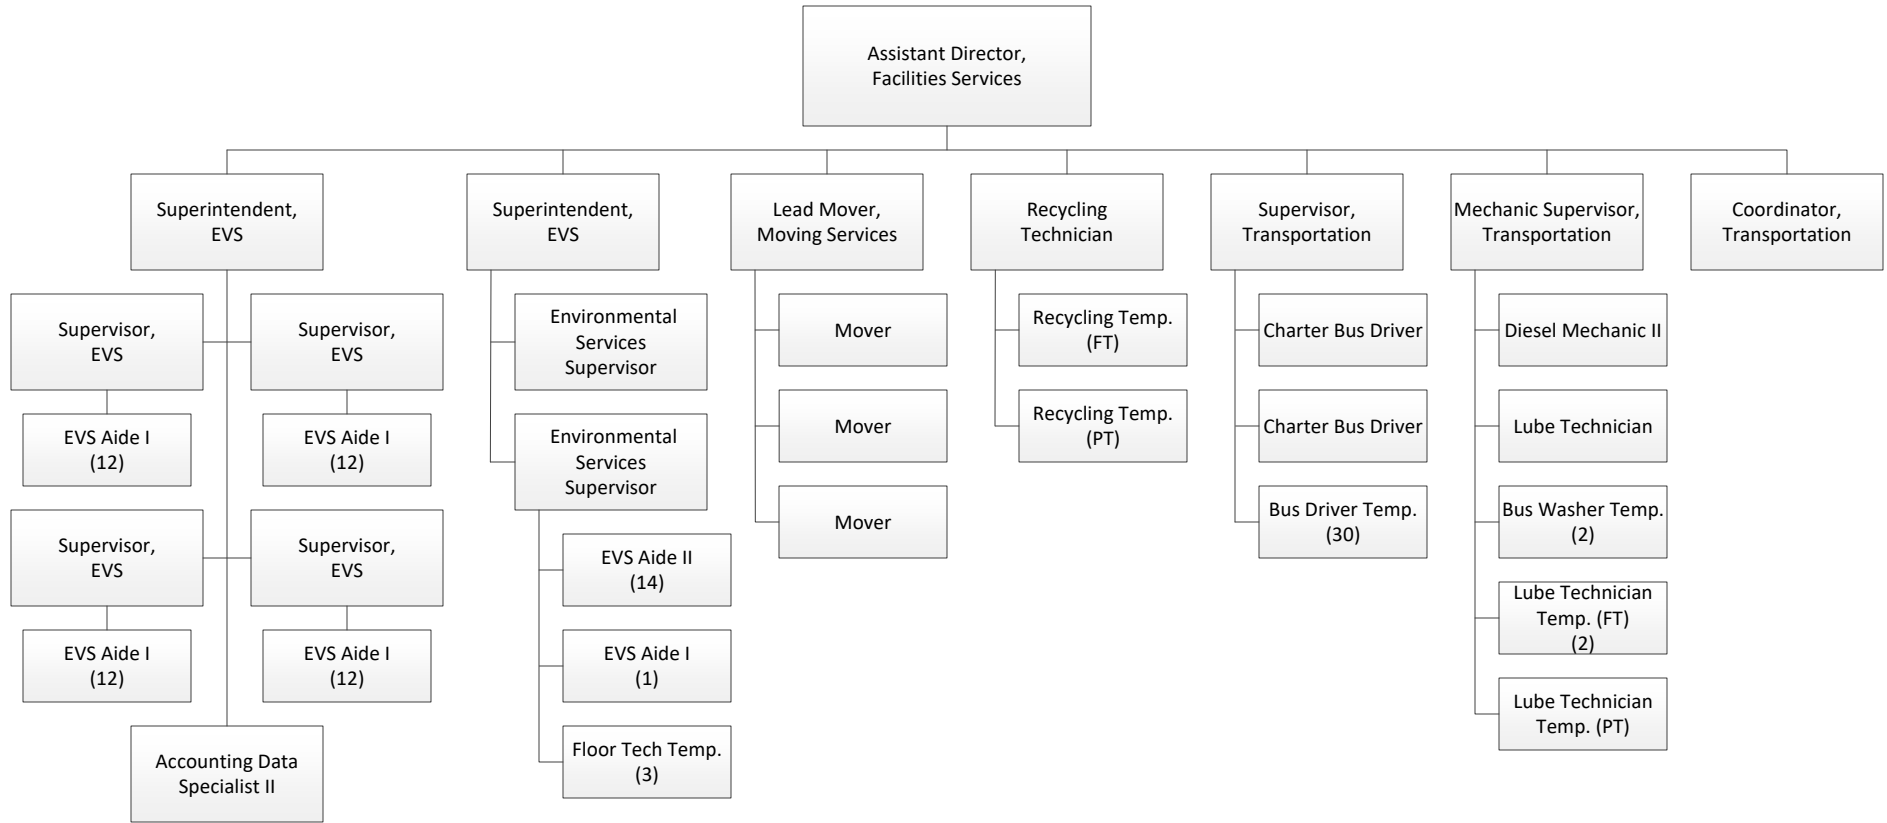 Assistant Director,
Facilities Services
Superintendent,
EVS
Supervisor,
EVS
EVS Aide I
(12)
Supervisor,
EVS
EVS Aide I
(12)
Supervisor,
EVS
EVS Aide I
(12)
Supervisor,
EVS
EVS Aide I
(12)
Accounting Data
Specialist II
Superintendent,
EVS
Environmental
Services
Supervisor
Environmental
Services
Supervisor
EVS Aide II
(14)
EVS Aide I
(1)
Floor Tech Temp.
(3)
Lead Mover,
Moving Services
Mover
Mover
Mover
Recycling
Technician
Recycling Temp.
(FT)
Recycling Temp.
(PT)
Supervisor,
Transportation
Charter Bus Driver
Charter Bus Driver
Bus Driver Temp.
(30)
Mechanic Supervisor,
Transportation
Diesel Mechanic II
Lube Technician
Bus Washer Temp.
(2)
Lube Technician
Temp. (FT)
(2)
Lube Technician
Temp. (PT)
Coordinator,
Transportation